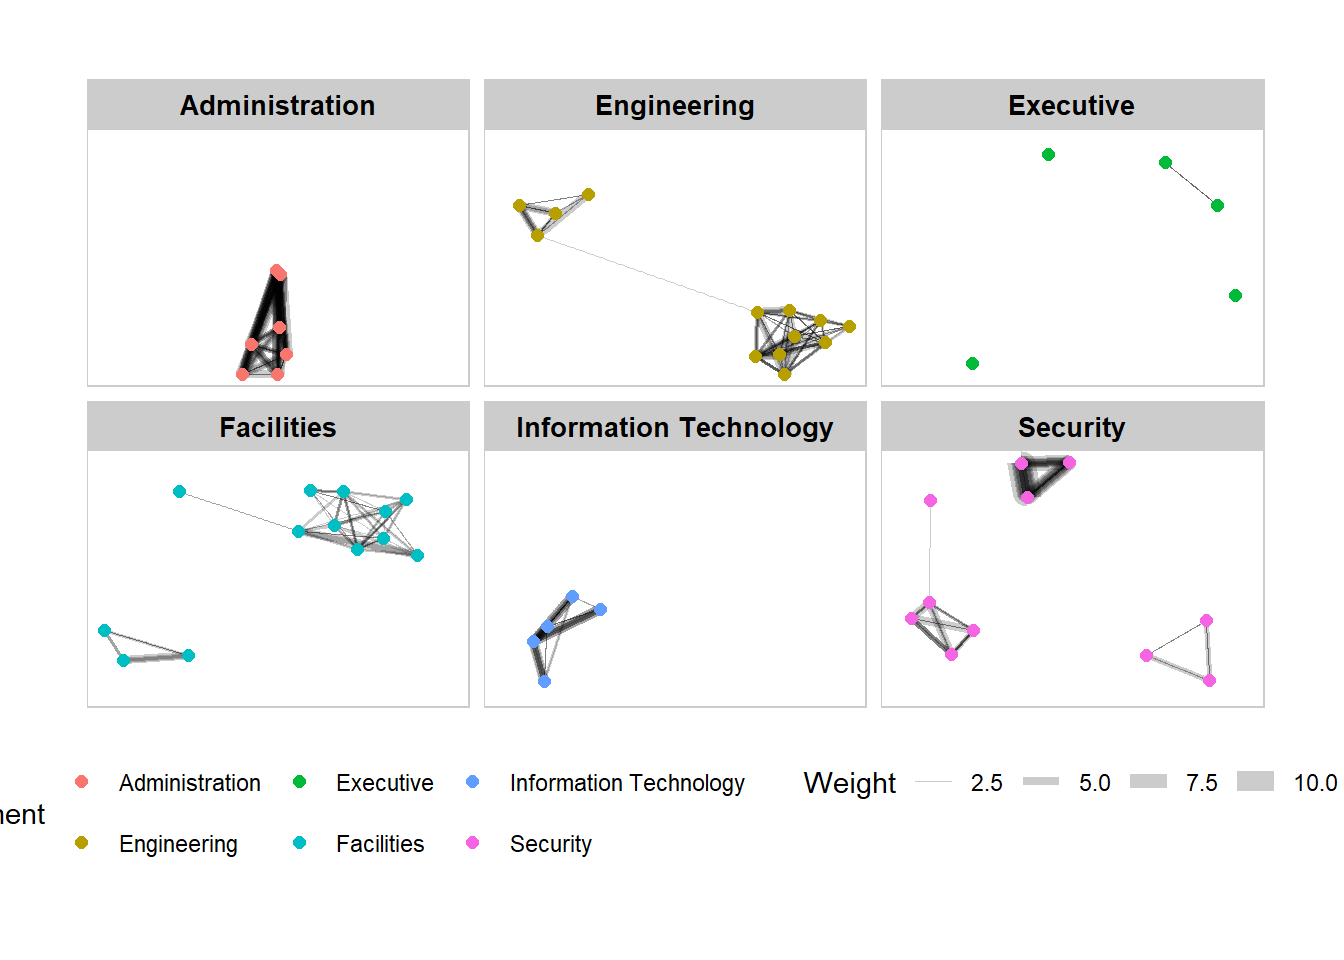 Administration Engineering Executive
Facilities Information Technology Security
Administration Executive Information Technology Weight 2.5 5.0 7.5 10.0
Engineering Facilities Security